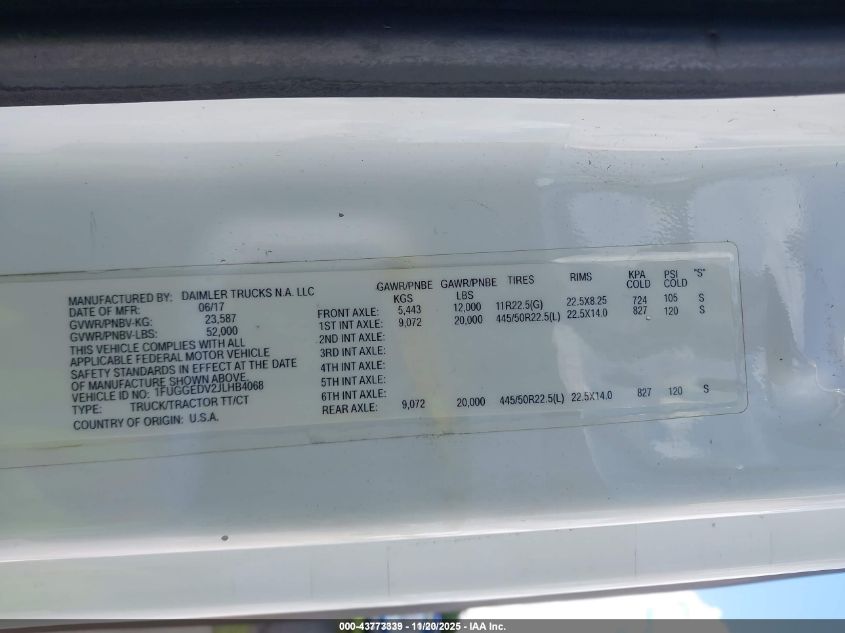 MANUFACTURED BY: DAIMLER TRUCKS N.A. LLC
DATE OF MFR: 06/17
GVWR/PNBV-KG: 23,587
GVWR/PNBV-LBS: 52,000
THIS VEHICLE COMPLIES WITH ALL
APPLICABLE FEDERAL MOTOR VEHICLE
SAFETY STANDARDS IN EFFECT AT THE DATE
OF MANUFACTURE SHOWN ABOVE
VEHICLE ID NO: 1FUGGEDV2JLHB4068
TYPE: TRUCK/TRACTOR TT/CT
COUNTRY OF ORIGIN: U.S.A.
GAWR/PNBE GAWR/PNBE TIRES RIMS KPA PSI "S"
KGS LBS COLD COLD
FRONT AXLE: 5,443 12,000 11R22.5(G) 22.5X8.25 724 105 S
1ST INT AXLE: 9,072 20,000 445/50R22.5(L) 22.5X14.0 827 120 S
2ND INT AXLE:
3RD INT AXLE:
4TH INT AXLE:
5TH INT AXLE:
6TH INT AXLE:
REAR AXLE: 9,072 20,000 445/50R22.5(L) 22.5X14.0 827 120 S
000-43773339 - 11/20/2025 - IAA Inc.